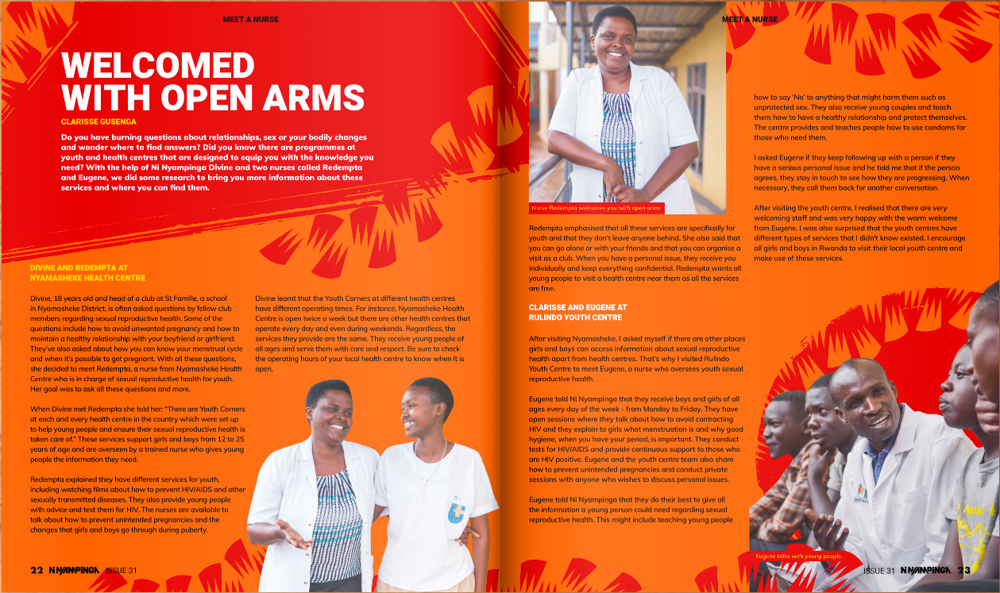 MEET A NURSE
WELCOMED
WITH OPEN ARMS
CLARISSE GUSENGA
Do you have burning questions about relationships, sex or your bodily changes
and wonder where to find answers? Did you know there are programmes at
youth and health centres that are designed to equip you with the knowledge you
need? With the help of Ni Nyampinga Divine and two nurses called Redempta
and Eugene, we did some research to bring you more information about these
services and where you can find them.
DIVINE AND REDEMPTA AT
NYAMASHEKE HEALTH CENTRE
Divine, 18 years old and head of a club at St Famille, a school
in Nyamasheke District, is often asked questions by fellow club
members regarding sexual reproductive health. Some of the
questions include how to avoid unwanted pregnancy and how to
maintain a healthy relationship with your boyfriend or girlfriend.
They've also asked about how you can know your menstrual cycle
and when it's possible to get pregnant. With all these questions,
she decided to meet Redempta, a nurse from Nyamasheke Health
Centre who is in charge of sexual reproductive health for youth.
Her goal was to ask all these questions and more.
When Divine met Redempta she told her: "There are Youth Corners
at each and every health centre in the country which were set up
to help young people and ensure their sexual reproductive health is
taken care of." These services support girls and boys from 12 to 25
years of age and are overseen by a trained nurse who gives young
people the information they need.
Redempta explained they have different services for youth,
including watching films about how to prevent HIV/AIDS and other
sexually transmitted diseases. They also provide young people
with advice and test them for HIV. The nurses are available to
talk about how to prevent unintended pregnancies and the
changes that girls and boys go through during puberty.
Divine learnt that the Youth Corners at different health centres
have different operating times. For instance, Nyamasheke Health
Centre is open twice a week but there are other health centres that
operate every day and even during weekends. Regardless, the
services they provide are the same. They receive young people of
all ages and serve them with care and respect. Be sure to check
the operating hours of your local health centre to know when it is
open.
22 NI NYAMPINGA ISSUE 31
MEET A NURSE
Nurse Redempta welcomes you with open arms.
Redempta emphasised that all these services are specifically for
youth and that they don't leave anyone behind. She also said that
you can go alone or with your friends and that you can organise a
visit as a club. When you have a personal issue, they receive you
individually and keep everything confidential. Redempta wants all
young people to visit a health centre near them as all the services
are free.
CLARISSE AND EUGENE AT
RULINDO YOUTH CENTRE
After visiting Nyamasheke, I asked myself if there are other places
girls and boys can access information about sexual reproductive
health apart from health centres. That's why I visited Rulindo
Youth Centre to meet Eugene, a nurse who oversees youth sexual
reproductive health.
Eugene told Ni Nyampinga that they receive boys and girls of all
ages every day of the week - from Monday to Friday. They have
open sessions where they talk about how to avoid contracting
HIV and they explain to girls what menstruation is and why good
hygiene, when you have your period, is important. They conduct
tests for HIV/AIDS and provide continuous support to those who
are HIV positive. Eugene and the youth centre team also share
how to prevent unintended pregnancies and conduct private
sessions with anyone who wishes to discuss personal issues.
Eugene told Ni Nyampinga that they do their best to give all
the information a young person could need regarding sexual
reproductive health. This might include teaching young people
how to say 'No' to anything that might harm them such as
unprotected sex. They also receive young couples and teach
them how to have a healthy relationship and protect themselves.
The centre provides and teaches people how to use condoms for
those who need them.
I asked Eugene if they keep following up with a person if they
have a serious personal issue and he told me that if the person
agrees, they stay in touch to see how they are progressing. When
necessary, they call them back for another conversation.
After visiting the youth centre, I realised that there are very
welcoming staff and was very happy with the warm welcome
from Eugene. I was also surprised that the youth centres have
different types of services that I didn't know existed. I encourage
all girls and boys in Rwanda to visit their local youth centre and
make use of these services.
Eugene talks with young people.
ISSUE 31 NI NYAMPINGA 23